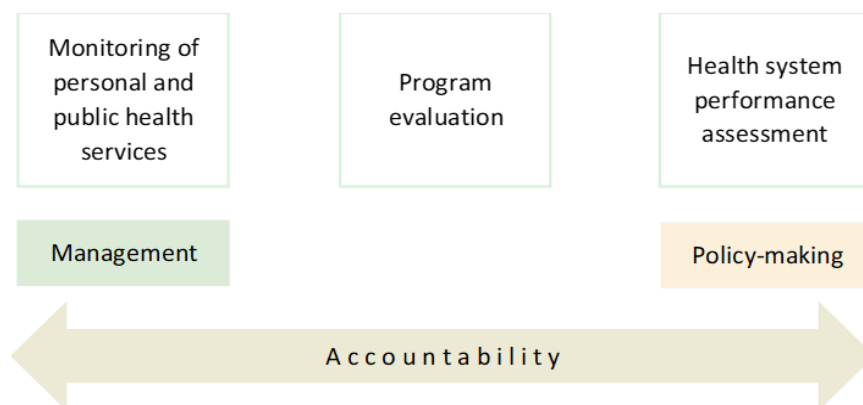 Monitoring of
personal and
public health
services
Program
evaluation
Health system
performance
assessment
Management
Policy-making
Accountability